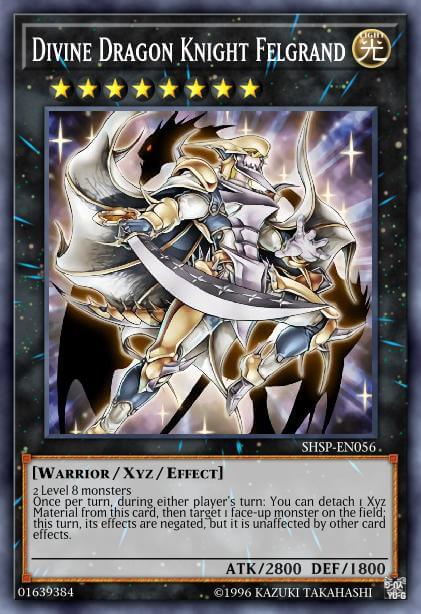 DIVINE DRAGON KNIGHT FELGRAND
LIGHT
光
SHSP-EN056
[WARRIOR / XYZ / EFFECT]
2 Level 8 monsters
Once per turn, during either player's turn: You can detach 1 Xyz
Material from this card, then target 1 face-up monster on the field;
this turn, its effects are negated, but it is unaffected by other card
effects.
ATK/2800 DEF/1800
01639384
©1996 KAZUKI TAKAHASHI